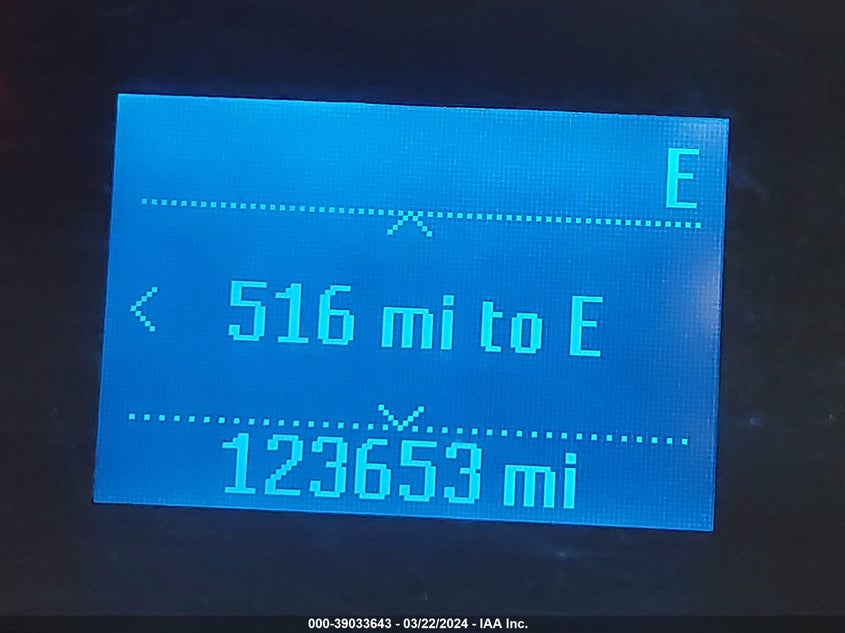 E
516 mi to E
123653 mi
000-39033643 - 03/22/2024 - IAA Inc.